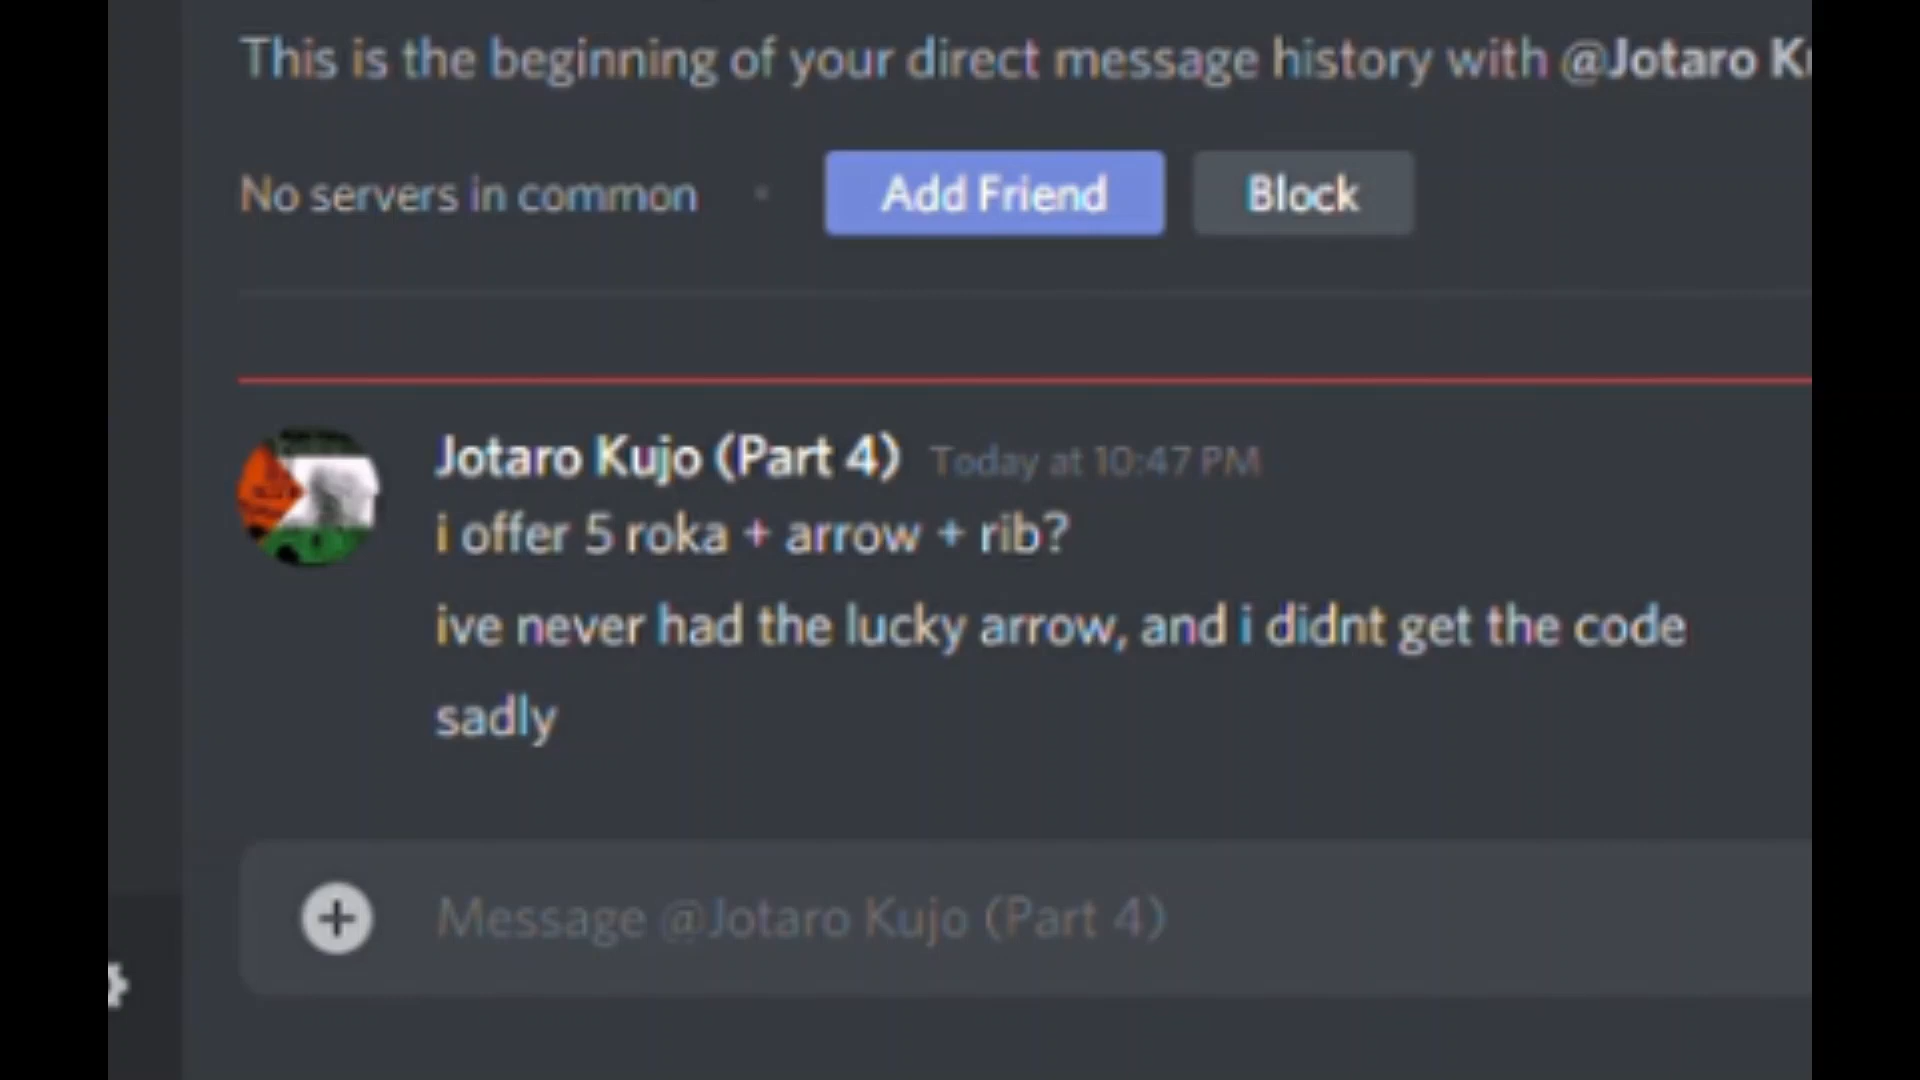 This is the beginning of your direct message history with @Jotaro
No servers in common
Add Friend
Block
Jotaro Kujo (Part 4) Today at 10:47 PM
i offer 5 roka + arrow + rib?
ive never had the lucky arrow, and i didnt get the code
sadly
Message @Jotaro Kujo (Part 4)